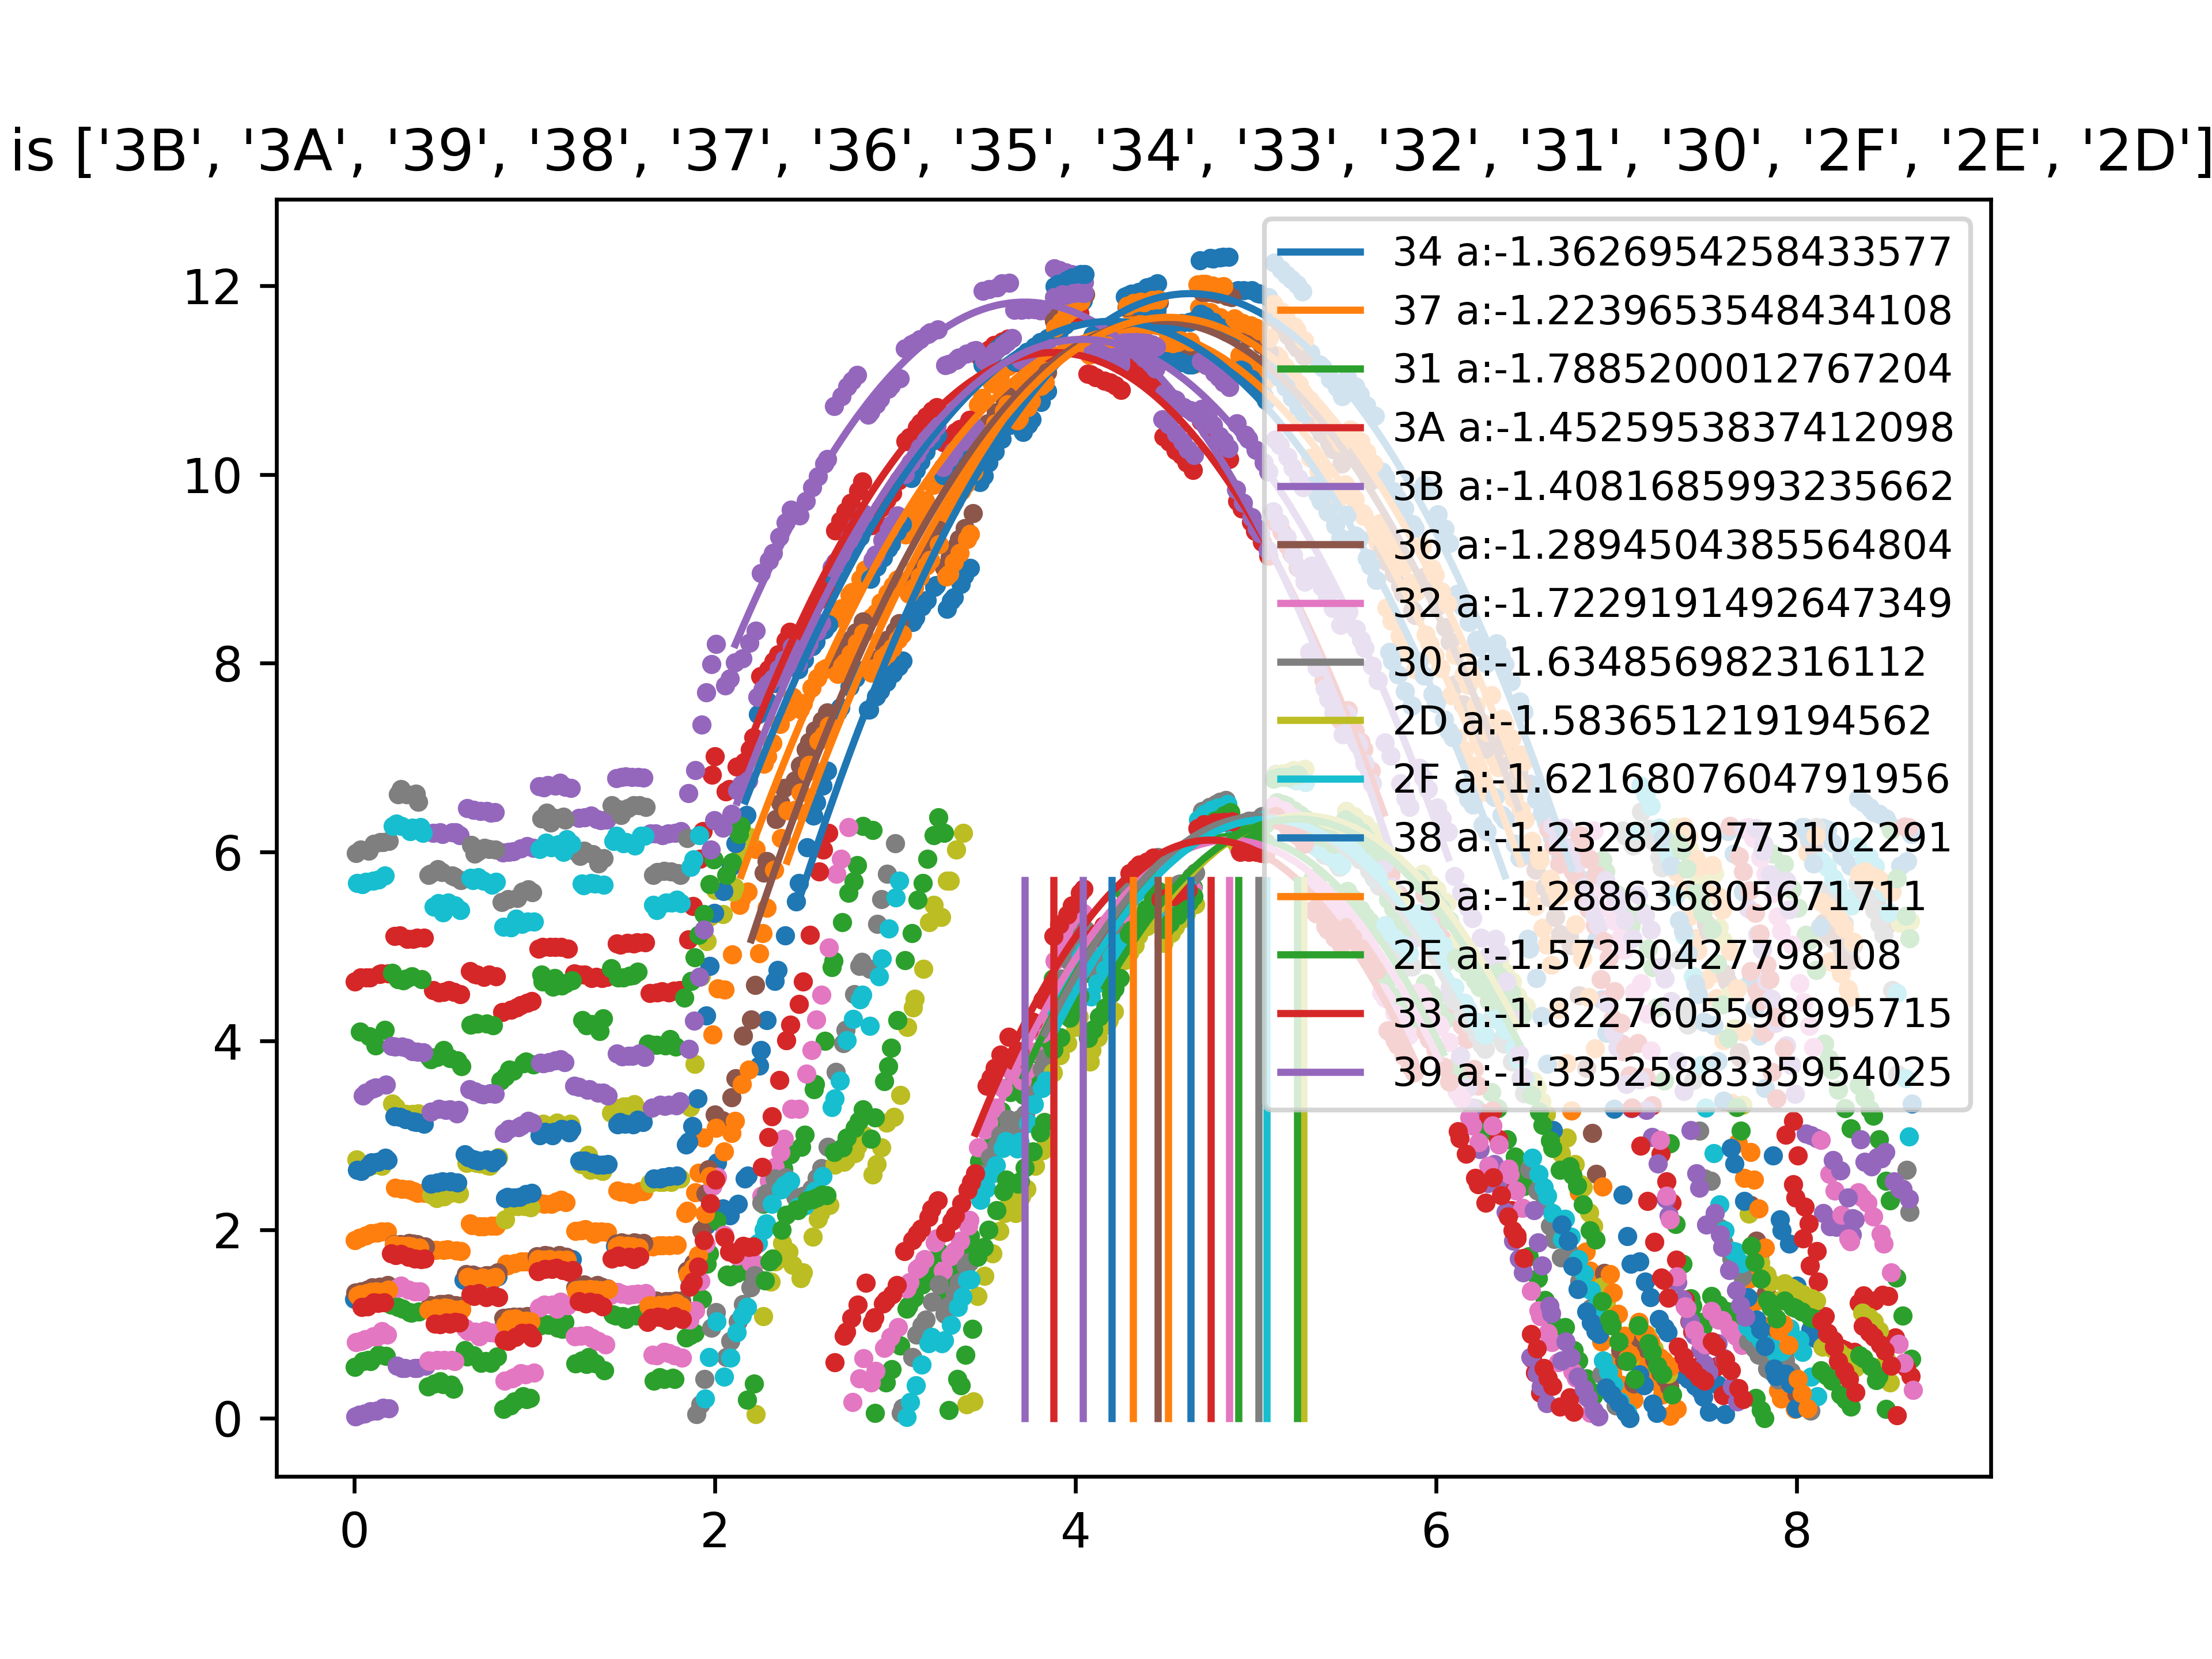 is ['3B', '3A', '39', '38', '37', '36', '35', '34', '33', '32', '31', '30', '2F', '2E', '2D']
12
10
8
6
4
2
0
34 a:-1.3626954258433577
37 a:-1.2239653548434108
31 a:-1.7885200012767204
3A a:-1.4525953837412098
3B a:-1.4081685993235662
36 a:-1.2894504385564804
32 a:-1.7229191492647349
30 a:-1.634856982316112
2D a:-1.583651219194562
2F a:-1.6216807604791956
38 a:-1.2328299773102291
35 a:-1.288636805671711
2E a:-1.57250427798108
33 a:-1.8227605598995715
39 a:-1.3352588335954025
0 2 4 6 8